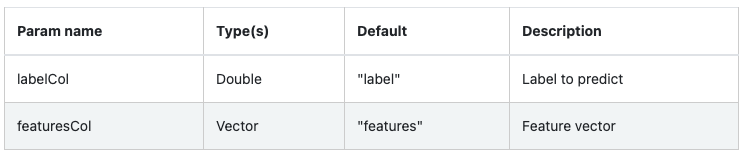 Param name Type(s) Default Description
labelCol Double "label" Label to predict
featuresCol Vector "features" Feature vector